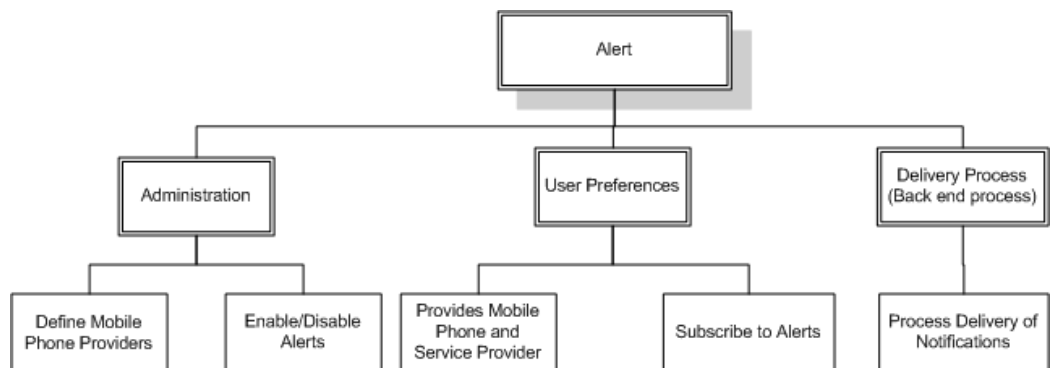 Alert
Administration
User Preferences
Delivery Process
(Back end process)
Define Mobile
Phone Providers
Enable/Disable
Alerts
Provides Mobile
Phone and
Service Provider
Subscribe to Alerts
Process Delivery of
Notifications